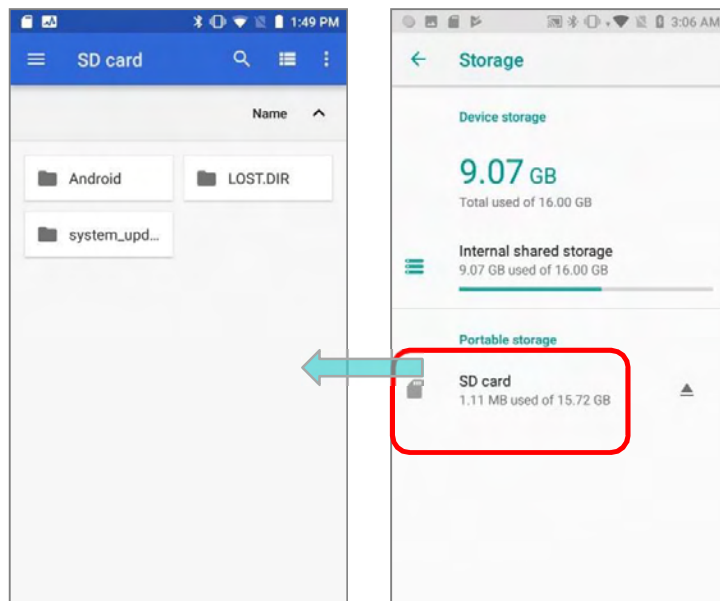 1:49 PM
SD card
Name
Android
LOST.DIR
system_upd...
3:06 AM
Storage
Device storage
9.07 GB
Total used of 16.00 GB
Internal shared storage
9.07 GB used of 16.00 GB
Portable storage
SD card
1.11 MB used of 15.72 GB